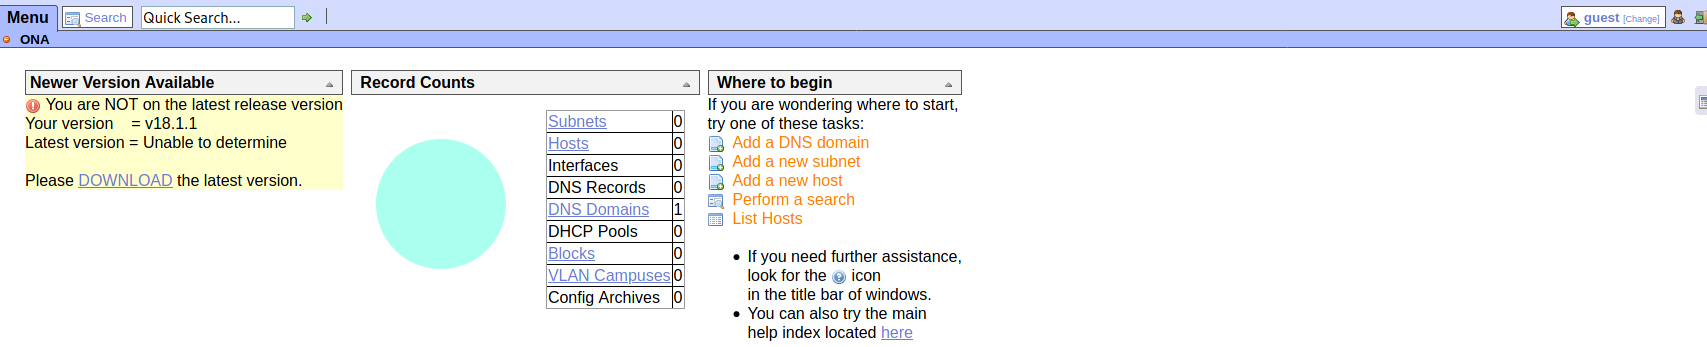 Menu Search Quick Search... guest [Change]
ONA
Newer Version Available
You are NOT on the latest release version
Your version = v18.1.1
Latest version = Unable to determine
Please DOWNLOAD the latest version.
Record Counts
Subnets 0
Hosts 0
Interfaces 0
DNS Records 0
DNS Domains 1
DHCP Pools 0
Blocks 0
VLAN Campuses 0
Config Archives 0
Where to begin
If you are wondering where to start,
try one of these tasks:
Add a DNS domain
Add a new subnet
Add a new host
Perform a search
List Hosts
• If you need further assistance,
look for the ? icon
in the title bar of windows.
• You can also try the main
help index located here